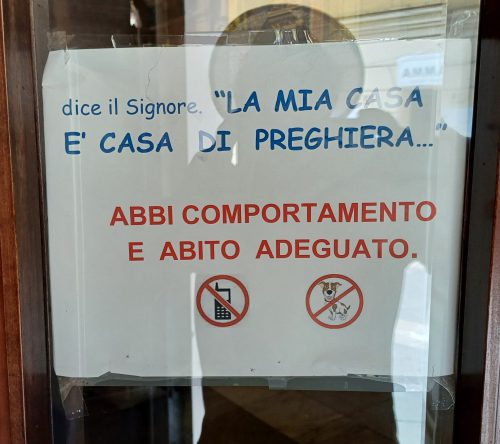 dice il Signore. "LA MIA CASA
E' CASA DI PREGHIERA..."
ABBI COMPORTAMENTO
E ABITO ADEGUATO.